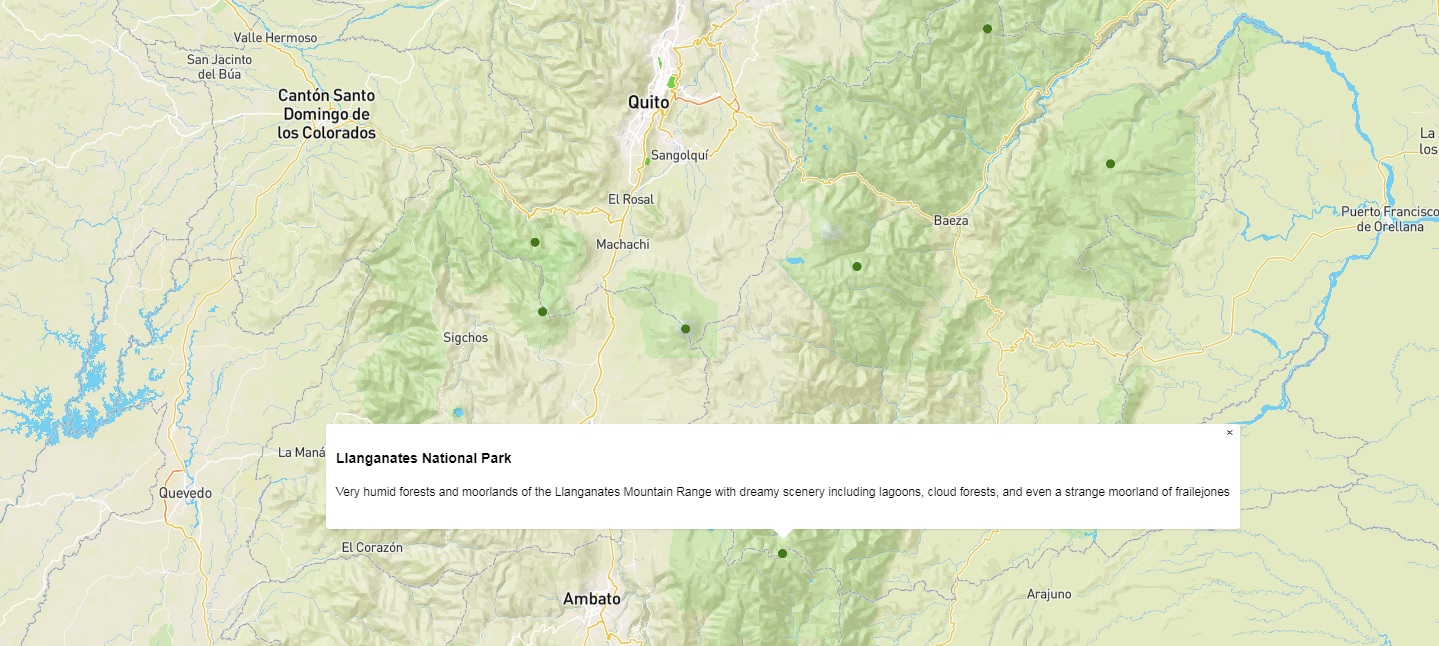 Valle Hermoso
San Jacinto
del Búa
Cantón Santo
Domingo de
los Colorados
Quito
Sangolquí
El Rosal
Machachi
Baeza
La
los
Puerto Francisco
de Orellana
Sigchos
La Maná
×
Llanganates National Park
Very humid forests and moorlands of the Llanganates Mountain Range with dreamy scenery including lagoons, cloud forests, and even a strange moorland of frailejones
Quevedo
El Corazón
Ambato
Arajuno